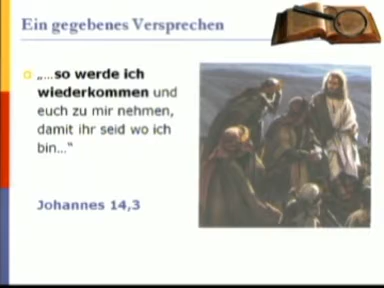 Ein gegebenes Versprechen
„...so werde ich
wiederkommen und
euch zu mir nehmen,
damit ihr seid wo ich
bin...“
Johannes 14,3